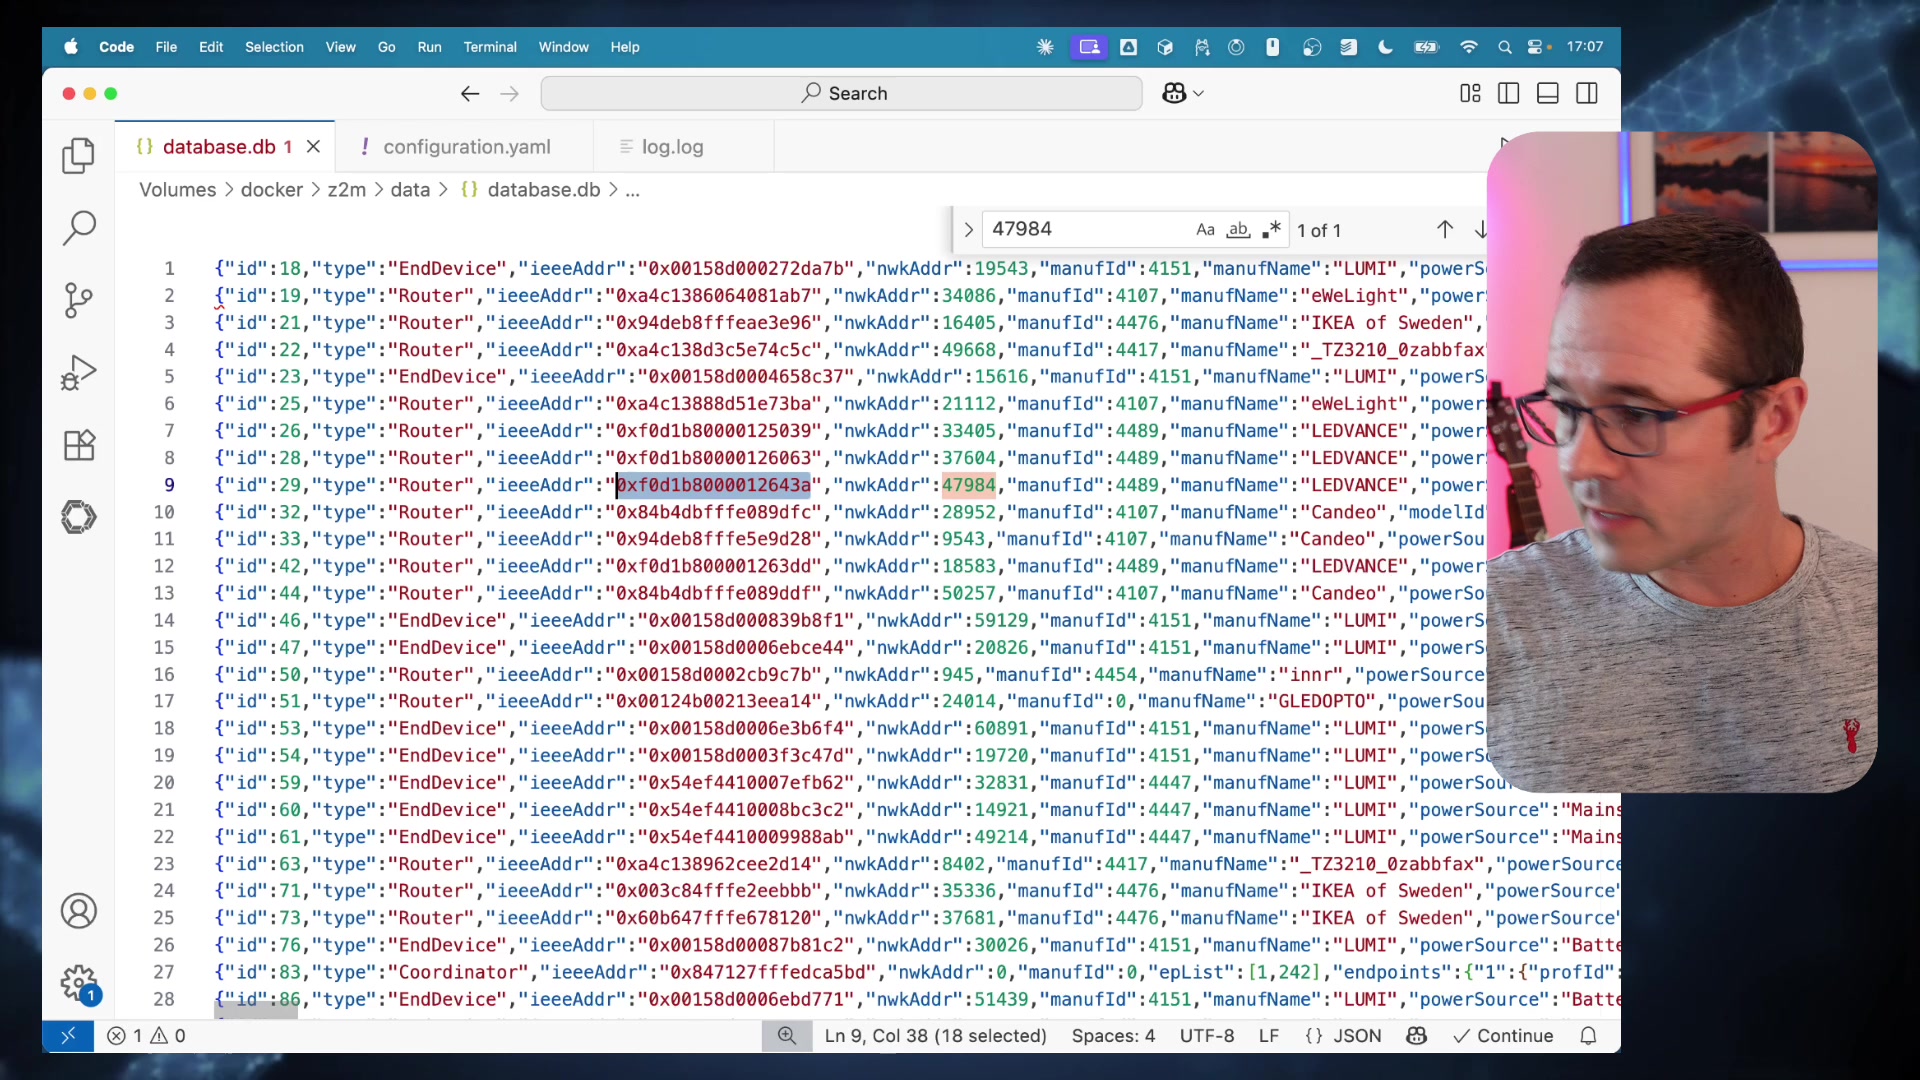 Code File Edit Selection View Go Run Terminal Window Help 17:07
Search
{} database.db 1 ! configuration.yaml log.log
Volumes > docker > z2m > data > {} database.db > ...
> 47984 Aa ab .* 1 of 1
1 {"id":18,"type":"EndDevice","ieeeAddr":"0x00158d000272da7b","nwkAddr":19543,"manufId":4151,"manufName":"LUMI","powerS
2 {"id":19,"type":"Router","ieeeAddr":"0xa4c1386064081ab7","nwkAddr":34086,"manufId":4107,"manufName":"eWeLight","power
3 {"id":21,"type":"Router","ieeeAddr":"0x94deb8fffeae3e96","nwkAddr":16405,"manufId":4476,"manufName":"IKEA of Sweden",
4 {"id":22,"type":"Router","ieeeAddr":"0xa4c138d3c5e74c5c","nwkAddr":49668,"manufId":4417,"manufName":"_TZ3210_0zabbfax"
5 {"id":23,"type":"EndDevice","ieeeAddr":"0x00158d0004658c37","nwkAddr":15616,"manufId":4151,"manufName":"LUMI","powerS
6 {"id":25,"type":"Router","ieeeAddr":"0xa4c13888d51e73ba","nwkAddr":21112,"manufId":4107,"manufName":"eWeLight","power
7 {"id":26,"type":"Router","ieeeAddr":"0xf0d1b80000125039","nwkAddr":33405,"manufId":4489,"manufName":"LEDVANCE","power
8 {"id":28,"type":"Router","ieeeAddr":"0xf0d1b80000126063","nwkAddr":37604,"manufId":4489,"manufName":"LEDVANCE","power
9 {"id":29,"type":"Router","ieeeAddr":"0xf0d1b8000012643a","nwkAddr":47984,"manufId":4489,"manufName":"LEDVANCE","power
10 {"id":32,"type":"Router","ieeeAddr":"0x84b4dbfffe089dfc","nwkAddr":28952,"manufId":4107,"manufName":"Candeo","modelId
11 {"id":33,"type":"Router","ieeeAddr":"0x94deb8fffe5e9d28","nwkAddr":9543,"manufId":4107,"manufName":"Candeo","powerSou
12 {"id":42,"type":"Router","ieeeAddr":"0xf0d1b800001263dd","nwkAddr":18583,"manufId":4489,"manufName":"LEDVANCE","power
13 {"id":44,"type":"Router","ieeeAddr":"0x84b4dbfffe089ddf","nwkAddr":50257,"manufId":4107,"manufName":"Candeo","powerSo
14 {"id":46,"type":"EndDevice","ieeeAddr":"0x00158d000839b8f1","nwkAddr":59129,"manufId":4151,"manufName":"LUMI","powerS
15 {"id":47,"type":"EndDevice","ieeeAddr":"0x00158d0006ebce44","nwkAddr":20826,"manufId":4151,"manufName":"LUMI","powerS
16 {"id":50,"type":"Router","ieeeAddr":"0x00158d0002cb9c7b","nwkAddr":945,"manufId":4454,"manufName":"innr","powerSource
17 {"id":51,"type":"Router","ieeeAddr":"0x00124b00213eea14","nwkAddr":24014,"manufId":0,"manufName":"GLEDOPTO","powerSou
18 {"id":53,"type":"EndDevice","ieeeAddr":"0x00158d0006e3b6f4","nwkAddr":60891,"manufId":4151,"manufName":"LUMI","powerS
19 {"id":54,"type":"EndDevice","ieeeAddr":"0x00158d0003f3c47d","nwkAddr":19720,"manufId":4151,"manufName":"LUMI","powerS
20 {"id":59,"type":"EndDevice","ieeeAddr":"0x54ef4410007efb62","nwkAddr":32831,"manufId":4447,"manufName":"LUMI","powerSou
21 {"id":60,"type":"EndDevice","ieeeAddr":"0x54ef4410008bc3c2","nwkAddr":14921,"manufId":4447,"manufName":"LUMI","powerSource":"Mains
22 {"id":61,"type":"EndDevice","ieeeAddr":"0x54ef4410009988ab","nwkAddr":49214,"manufId":4447,"manufName":"LUMI","powerSource":"Mains
23 {"id":63,"type":"Router","ieeeAddr":"0xa4c138962cee2d14","nwkAddr":8402,"manufId":4417,"manufName":"_TZ3210_0zabbfax","powerSource
24 {"id":71,"type":"Router","ieeeAddr":"0x003c84fffe2eebbb","nwkAddr":35336,"manufId":4476,"manufName":"IKEA of Sweden","powerSource"
25 {"id":73,"type":"Router","ieeeAddr":"0x60b647fffe678120","nwkAddr":37681,"manufId":4476,"manufName":"IKEA of Sweden","powerSource"
26 {"id":76,"type":"EndDevice","ieeeAddr":"0x00158d00087b81c2","nwkAddr":30026,"manufId":4151,"manufName":"LUMI","powerSource":"Batte
27 {"id":83,"type":"Coordinator","ieeeAddr":"0x847127fffedca5bd","nwkAddr":0,"manufId":0,"epList":[1,242],"endpoints":{"1":{"profId":
28 {"id":86,"type":"EndDevice","ieeeAddr":"0x00158d0006ebd771","nwkAddr":51439,"manufId":4151,"manufName":"LUMI","powerSource":"Batte
1
1 0 Ln 9, Col 38 (18 selected) Spaces: 4 UTF-8 LF {} JSON Continue